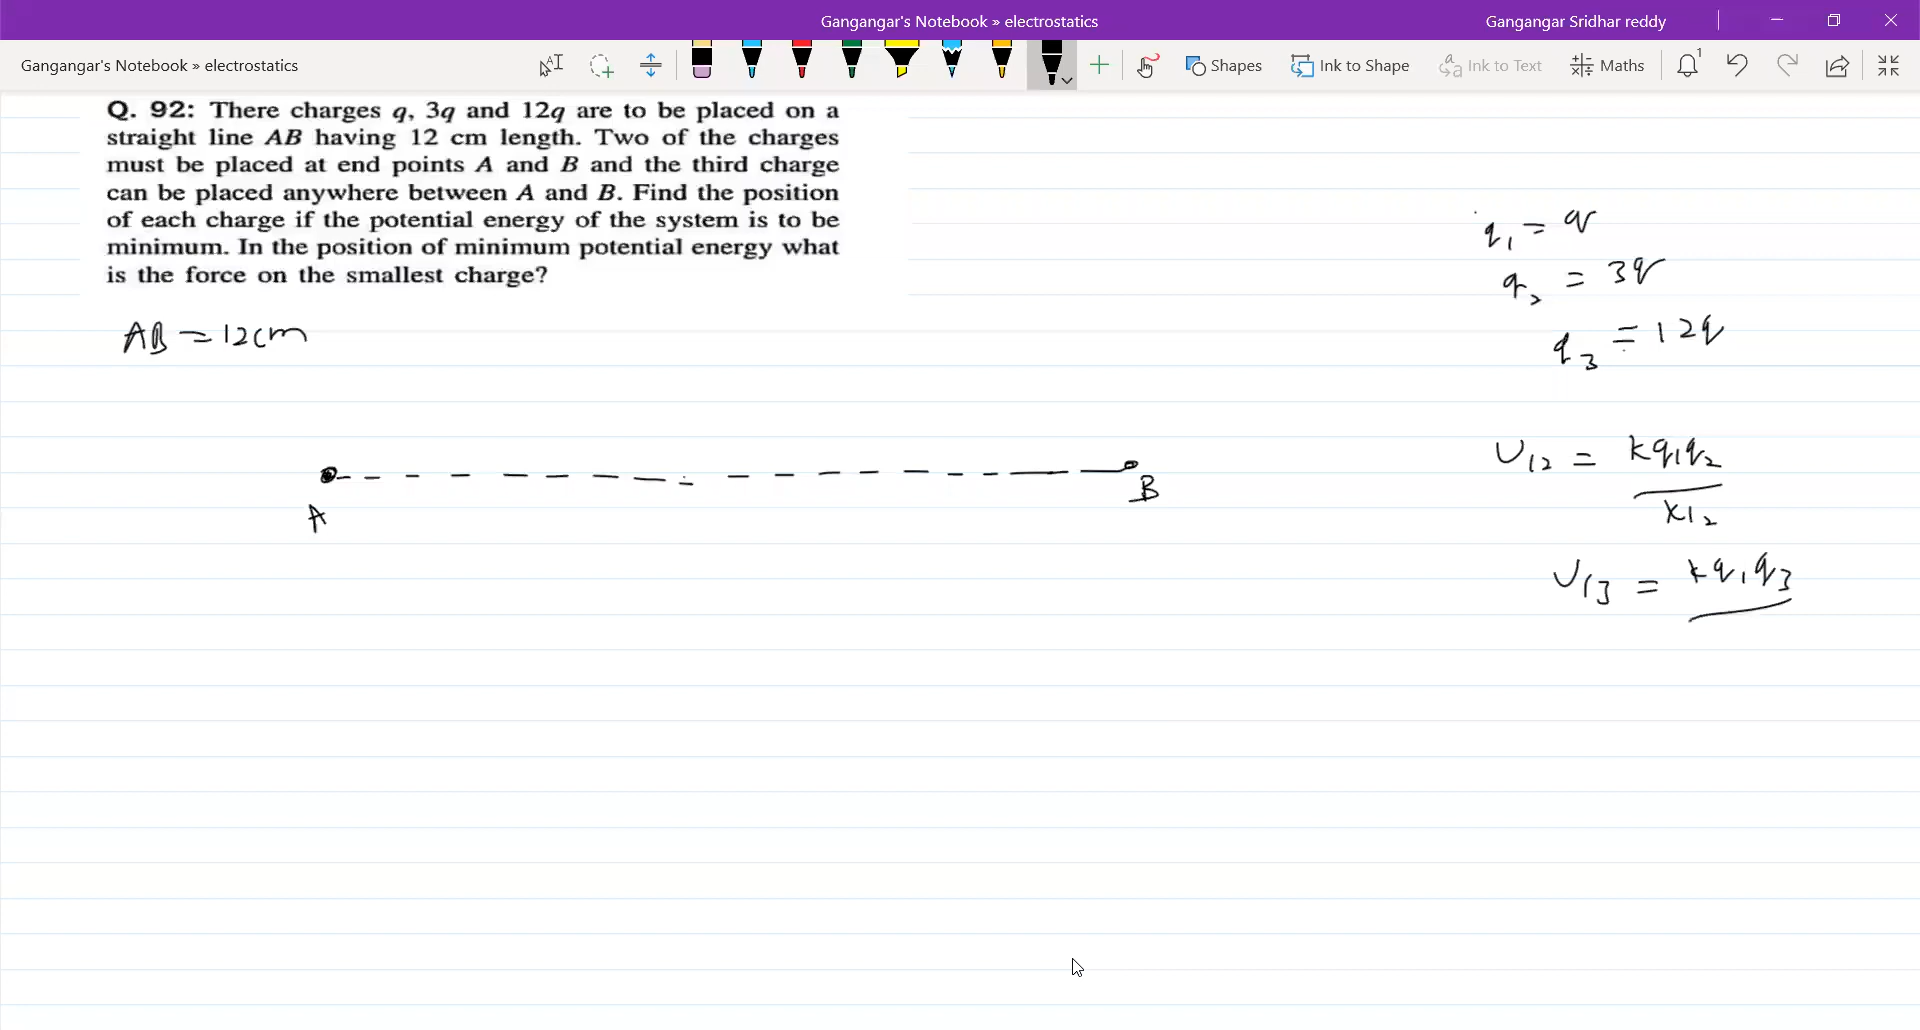 Gangangar's Notebook » electrostatics
Gangangar Sridhar reddy
Gangangar's Notebook » electrostatics
Shapes
Ink to Shape
Ink to Text
Maths
1
Q. 92: There charges q, 3q and 12q are to be placed on a
straight line AB having 12 cm length. Two of the charges
must be placed at end points A and B and the third charge
can be placed anywhere between A and B. Find the position
of each charge if the potential energy of the system is to be
minimum. In the position of minimum potential energy what
is the force on the smallest charge?
AB = 12cm
A
B
q₁ = q
q₂ = 3q
q₃ = 12q
U₁₂ = kq₁q₂
x₁₂
U₁₃ = kq₁q₃